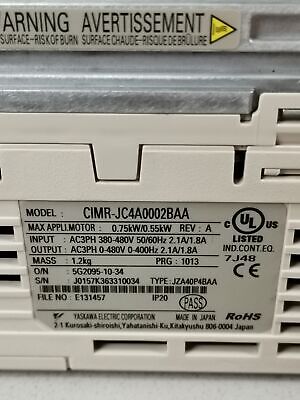 ARNING AVERTISSEMENT
SURFACE-RISK OF BURN SURFACE CHAUDE-RISQUE DE BRÛLURE
MODEL : CIMR-JC4A0002BAA
MAX APPLI.MOTOR : 0.75kW/0.55kW REV : A
INPUT : AC3PH 380-480V 50/60Hz 2.1A/1.8A
OUTPUT : AC3PH 0-480V 0-400Hz 2.1A/1.8A
MASS : 1.2kg PRG : 1013
O/N : 5G2095-10-34
S/N : J0157K363310034 TYPE: JZA40P4BAA
FILE NO : E131457 IP20 PASS
YASKAWA ELECTRIC CORPORATION MADE IN JAPAN
2-1 Kurosaki-shiroishi, Yahatanishi-Ku, Kitakyushu 806-0004 Japan
C UL US
LISTED
IND.CONT.EQ.
7J48
RoHS